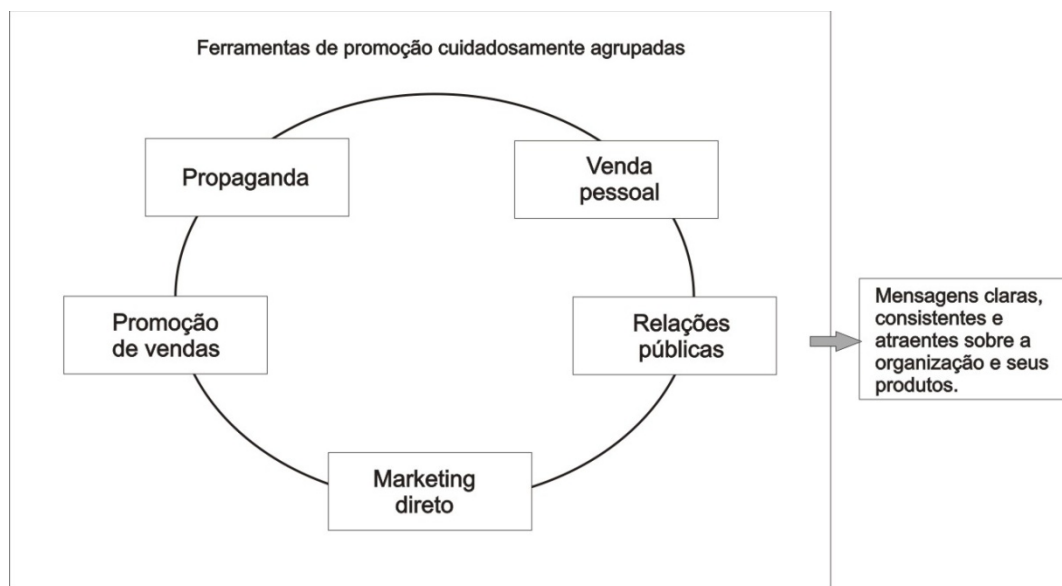 Ferramentas de promoção cuidadosamente agrupadas
Propaganda
Venda
pessoal
Promoção
de vendas
Relações
públicas
Marketing
direto
Mensagens claras,
consistentes e
atraentes sobre a
organização e seus
produtos.